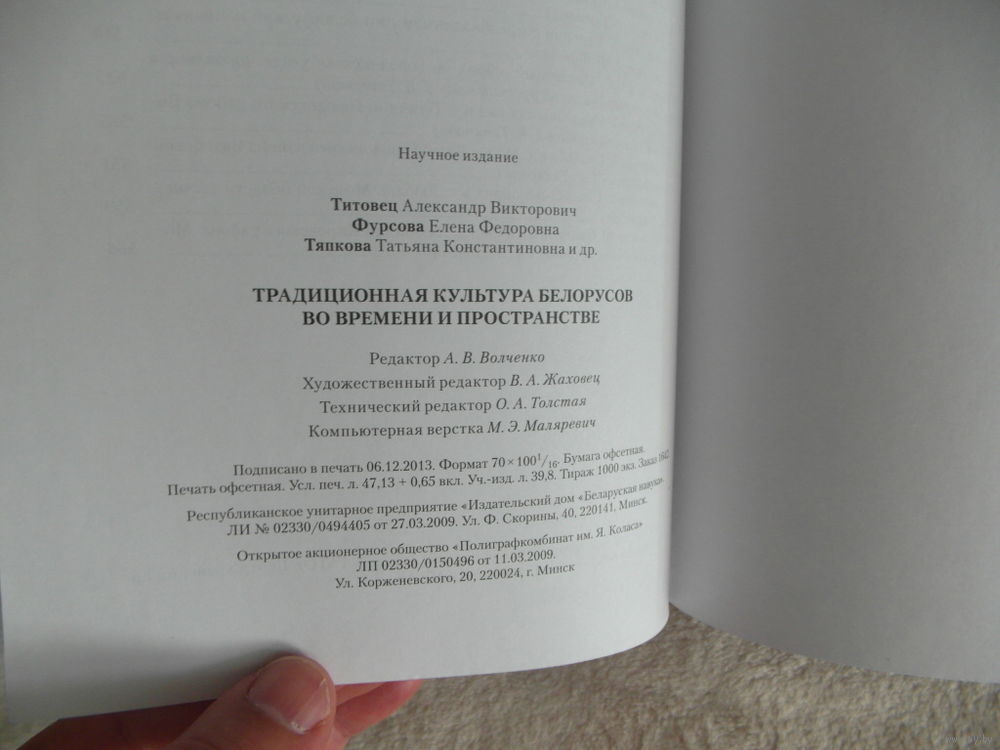 Научное издание
Титовец Александр Викторович
Фурсова Елена Федоровна
Тяпкова Татьяна Константиновна и др.
ТРАДИЦИОННАЯ КУЛЬТУРА БЕЛОРУСОВ
ВО ВРЕМЕНИ И ПРОСТРАНСТВЕ
Редактор А. В. Волченко
Художественный редактор В. А. Жаховец
Технический редактор О. А. Толстая
Компьютерная верстка М. Э. Маляревич
Подписано в печать 06.12.2013. Формат 70×100¹/₁₆. Бумага офсетная.
Печать офсетная. Усл. печ. л. 47,13 + 0,65 вкл. Уч.-изд. л. 39,8. Тираж 1000 экз. Заказ
Республиканское унитарное предприятие «Издательский дом «Беларуская навука».
ЛИ № 02330/0494405 от 27.03.2009. Ул. Ф. Скорины, 40, 220141, Минск.
Открытое акционерное общество «Полиграфкомбинат им. Я. Коласа»
ЛП 02330/0150496 от 11.03.2009.
Ул. Корженевского, 20, 220024, г. Минск